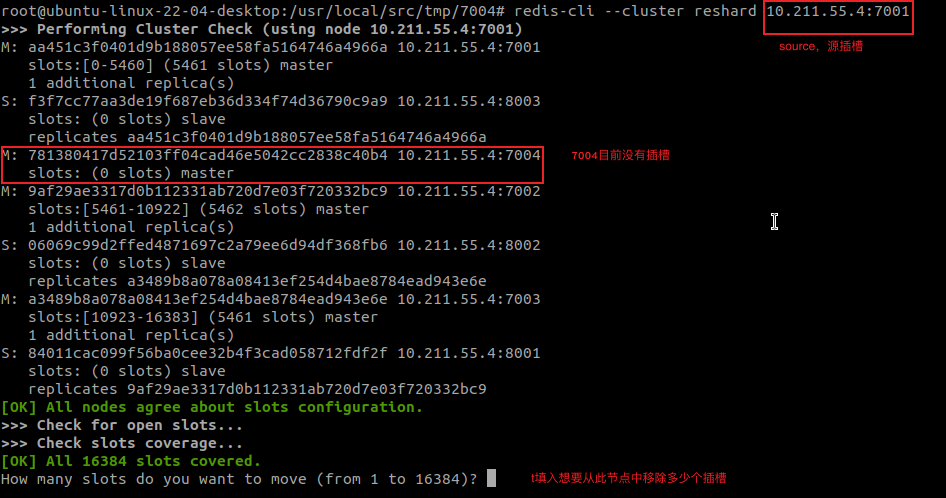 root@ubuntu-linux-22-04-desktop:/usr/local/src/tmp/7004# redis-cli --cluster reshard 10.211.55.4:7001
>>> Performing Cluster Check (using node 10.211.55.4:7001)
source，源插槽
M: aa451c3f0401d9b188057ee58fa5164746a4966a 10.211.55.4:7001
slots:[0-5460] (5461 slots) master
1 additional replica(s)
S: f3f7cc77aa3de19f687eb36d334f74d36790c9a9 10.211.55.4:8003
slots: (0 slots) slave
replicates aa451c3f0401d9b188057ee58fa5164746a4966a
M: 781380417d52103ff04cad46e5042cc2838c40b4 10.211.55.4:7004
7004目前没有插槽
slots: (0 slots) master
M: 9af29ae3317d0b112331ab720d7e03f720332bc9 10.211.55.4:7002
slots:[5461-10922] (5462 slots) master
1 additional replica(s)
S: 06069c99d2ffed4871697c2a79ee6d94df368fb6 10.211.55.4:8002
slots: (0 slots) slave
replicates a3489b8a078a08413ef254d4bae8784ead943e6e
M: a3489b8a078a08413ef254d4bae8784ead943e6e 10.211.55.4:7003
slots:[10923-16383] (5461 slots) master
1 additional replica(s)
S: 84011cac099f56ba0cee32b4f3cad058712fdf2f 10.211.55.4:8001
slots: (0 slots) slave
replicates 9af29ae3317d0b112331ab720d7e03f720332bc9
[OK] All nodes agree about slots configuration.
>>> Check for open slots...
>>> Check slots coverage...
[OK] All 16384 slots covered.
How many slots do you want to move (from 1 to 16384)?
t填入想要从此节点中移除多少个插槽